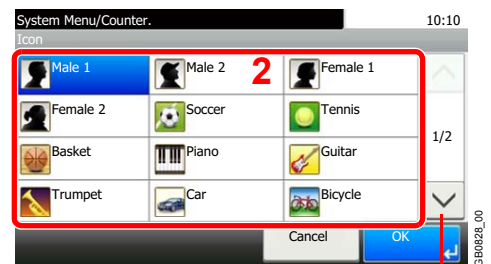 System Menu/Counter. 10:10
Icon
Male 1 Male 2 2 Female 1
Female 2 Soccer Tennis
1/2
Basket Piano Guitar
Trumpet Car Bicycle
Cancel OK
GB0828_00